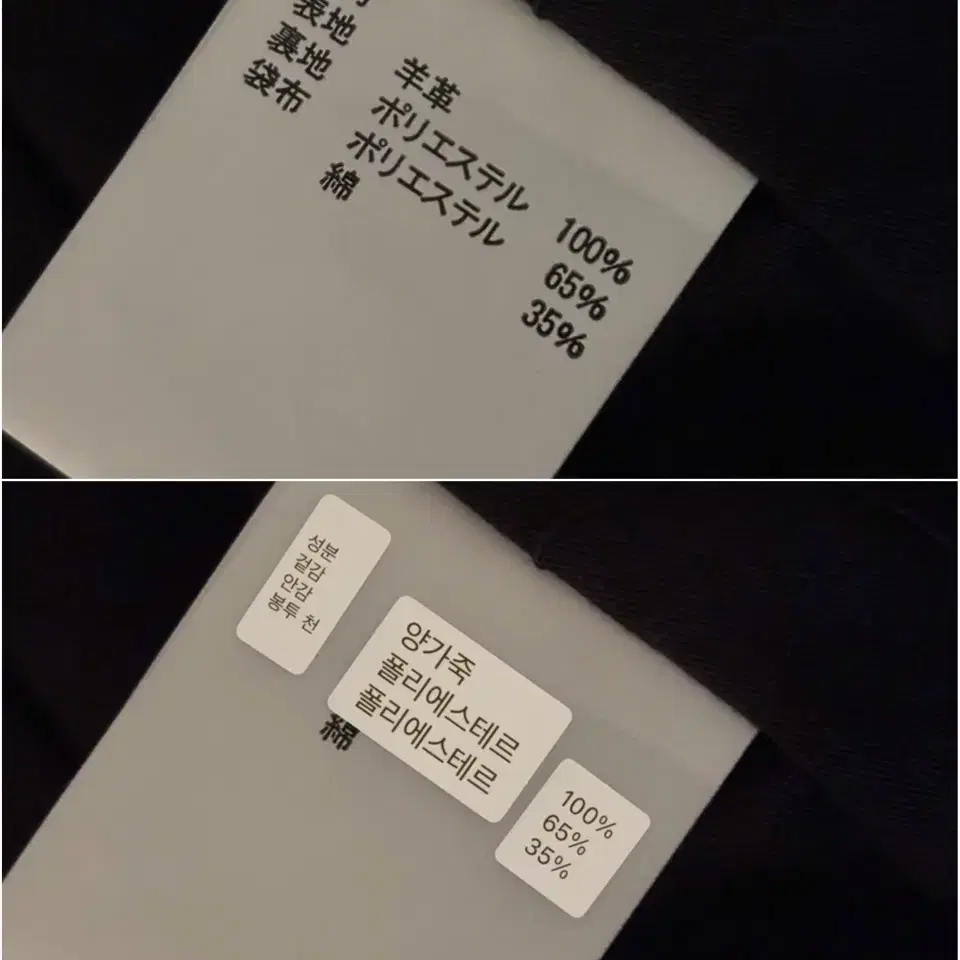 表地 羊革
裏地 ポリエステル 100%
袋布 ポリエステル 65%
綿 35%
성분
겉감
안감
봉투 천
양가죽
폴리에스테르
폴리에스테르
綿
100%
65%
35%